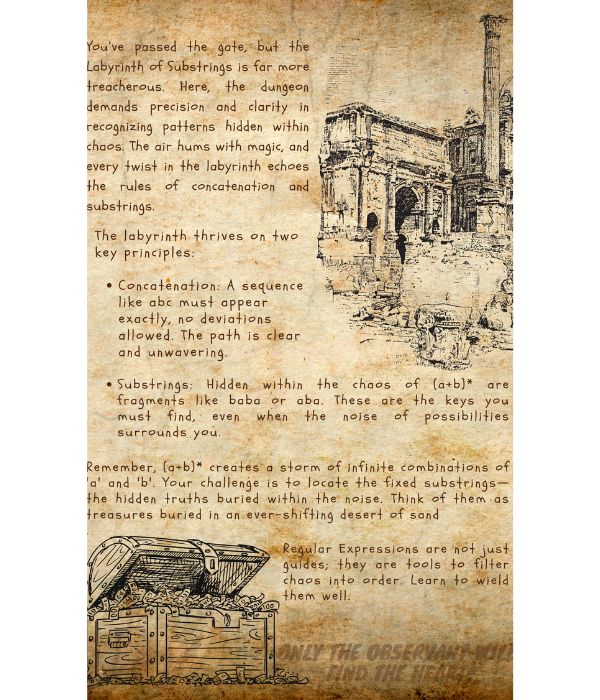 You've passed the gate, but the
Labyrinth of Substrings is far more
treacherous. Here, the dungeon
demands precision and clarity in
recognizing patterns hidden within
chaos. The air hums with magic, and
every twist in the labyrinth echoes
the rules of concatenation and
substrings.
The labyrinth thrives on two
key principles:
• Concatenation: A sequence
like abc must appear
exactly, no deviations
allowed. The path is clear
and unwavering.
• Substrings: Hidden within the chaos of (a+b)* are
fragments like baba or aba. These are the keys you
must find, even when the noise of possibilities
surrounds you.
Remember, (a+b)* creates a storm of infinite combinations of
'a' and 'b'. Your challenge is to locate the fixed substrings—
the hidden truths buried within the noise. Think of them as
treasures buried in an ever-shifting desert of sand
Regular Expressions are not just
guides; they are tools to filter
chaos into order. Learn to wield
them well.
ONLY THE OBSERVANT WILL
FIND THE